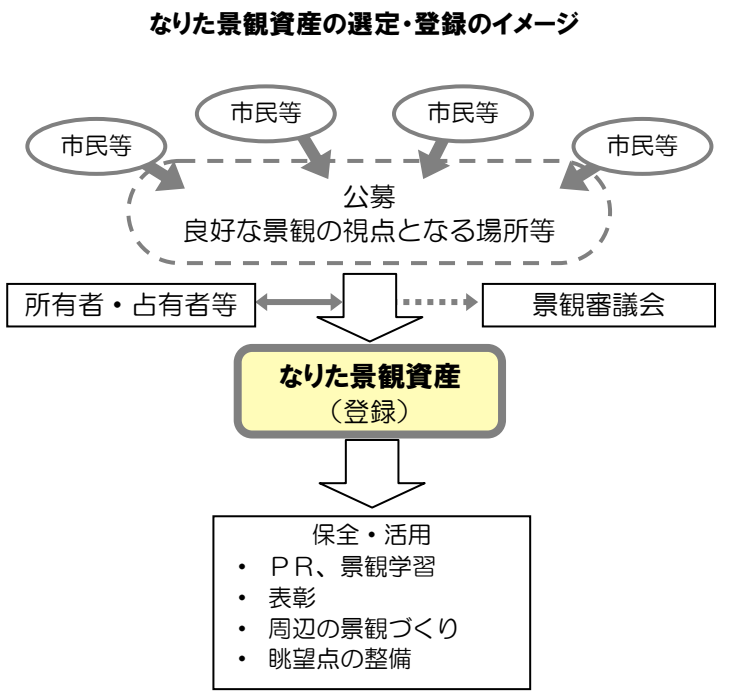 なりた景観資産の選定・登録のイメージ
市民等
市民等
市民等
市民等
公募
良好な景観の視点となる場所等
所有者・占有者等
景観審議会
なりた景観資産
（登録）
保全・活用
・ ＰＲ、景観学習
・ 表彰
・ 周辺の景観づくり
・ 眺望点の整備